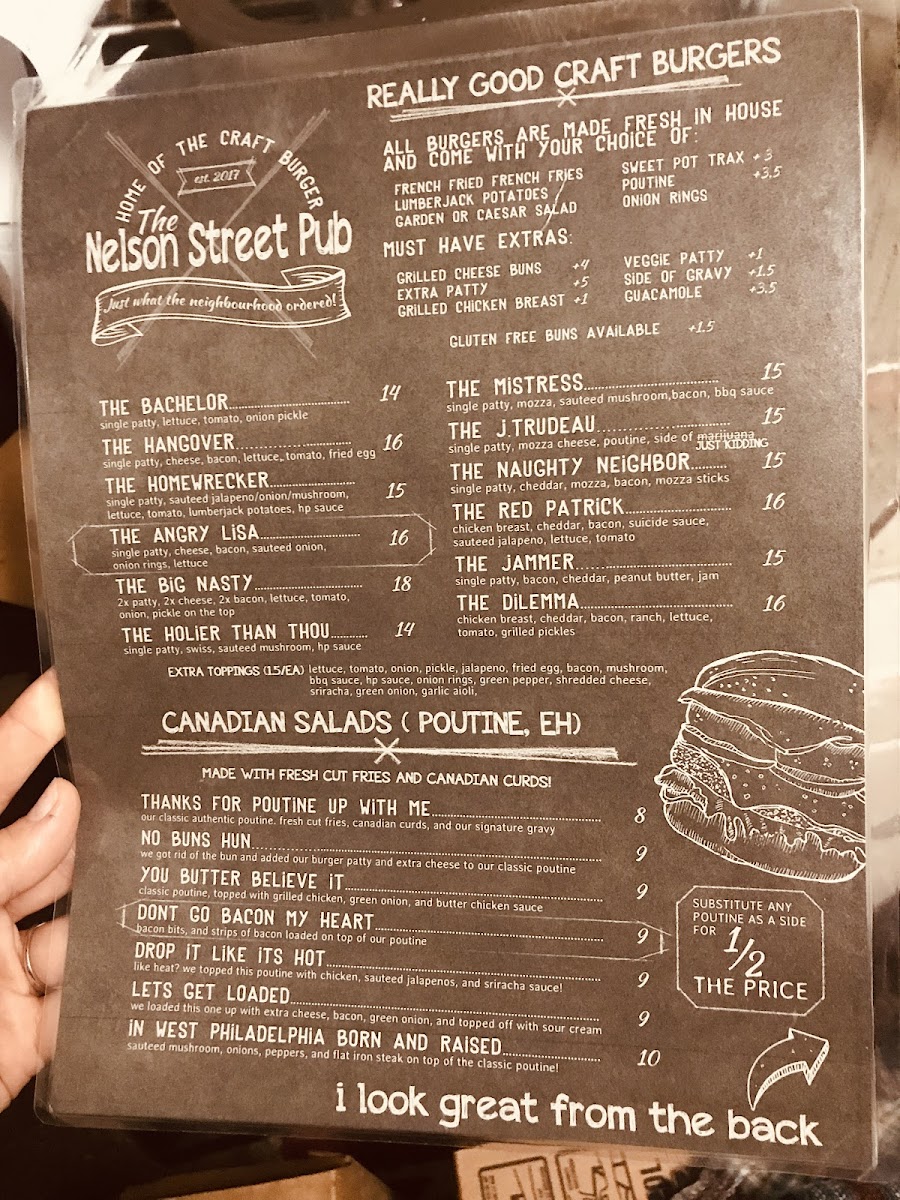 HOME OF THE CRAFT BURGER
est. 2017
The
Nelson Street Pub
Just what the neighbourhood ordered!
REALLY GOOD CRAFT BURGERS
ALL BURGERS ARE MADE FRESH IN HOUSE
AND COME WITH YOUR CHOICE OF:
FRENCH FRIED FRENCH FRIES
LUMBERJACK POTATOES
GARDEN OR CAESAR SALAD
SWEET POT TRAX +3
POUTINE +3.5
ONION RINGS
MUST HAVE EXTRAS:
GRILLED CHEESE BUNS +4
EXTRA PATTY +5
GRILLED CHICKEN BREAST +1
VEGGIE PATTY +1
SIDE OF GRAVY +1.5
GUACAMOLE +3.5
GLUTEN FREE BUNS AVAILABLE +1.5
THE BACHELOR 14
single patty, lettuce, tomato, onion pickle
THE HANGOVER 16
single patty, cheese, bacon, lettuce, tomato, fried egg
THE HOMEWRECKER 15
single patty, sauteed jalapeno/onion/mushroom,
lettuce, tomato, lumberjack potatoes, hp sauce
THE ANGRY LiSA 16
single patty, cheese, bacon, sauteed onion,
onion rings, lettuce
THE BiG NASTY 18
2x patty, 2x cheese, 2x bacon, lettuce, tomato,
onion, pickle on the top
THE HOLiER THAN THOU 14
single patty, swiss, sauteed mushroom, hp sauce
THE MiSTRESS 15
single patty, mozza, sauteed mushroom,bacon, bbq sauce
THE J.TRUDEAU 15
single patty, mozza cheese, poutine, side of marijuana
JUST KIDDING
THE NAUGHTY NEiGHBOR 15
single patty, cheddar, mozza, bacon, mozza sticks
THE RED PATRiCK 16
chicken breast, cheddar, bacon, suicide sauce,
sauteed jalapeno, lettuce, tomato
THE JAMMER 15
single patty, bacon, cheddar, peanut butter, jam
THE DiLEMMA 16
chicken breast, cheddar, bacon, ranch, lettuce,
tomato, grilled pickles
EXTRA TOPPINGS (1.5/EA) lettuce, tomato, onion, pickle, jalapeno, fried egg, bacon, mushroom,
bbq sauce, hp sauce, onion rings, green pepper, shredded cheese,
sriracha, green onion, garlic aioli,
CANADIAN SALADS ( POUTINE, EH)
MADE WITH FRESH CUT FRIES AND CANADIAN CURDS!
THANKS FOR POUTINE UP WiTH ME 8
our classic authentic poutine. fresh cut fries, canadian curds, and our signature gravy
NO BUNS HUN 9
we got rid of the bun and added our burger patty and extra cheese to our classic poutine
YOU BUTTER BELiEVE iT 9
classic poutine, topped with grilled chicken, green onion, and butter chicken sauce
DONT GO BACON MY HEART 9
bacon bits, and strips of bacon loaded on top of our poutine
DROP iT LiKE iTS HOT 9
like heat? we topped this poutine with chicken, sauteed jalapenos, and sriracha sauce!
LETS GET LOADED 9
we loaded this one up with extra cheese, bacon, green onion, and topped off with sour cream
iN WEST PHiLADELPHiA BORN AND RAiSED 10
sauteed mushroom, onions, peppers, and flat iron steak on top of the classic poutine!
SUBSTITUTE ANY
POUTINE AS A SIDE
FOR 1/2
THE PRICE
i look great from the back